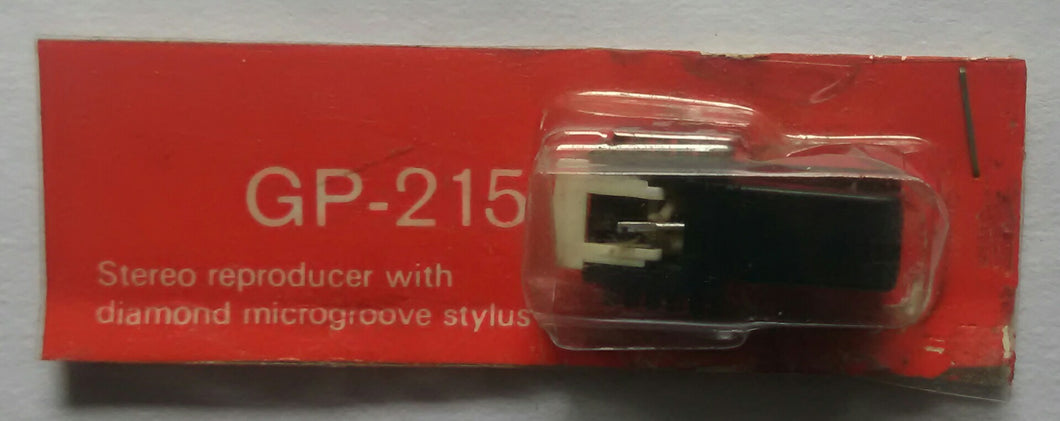 GP-215
Stereo reproducer with
diamond microgroove stylus